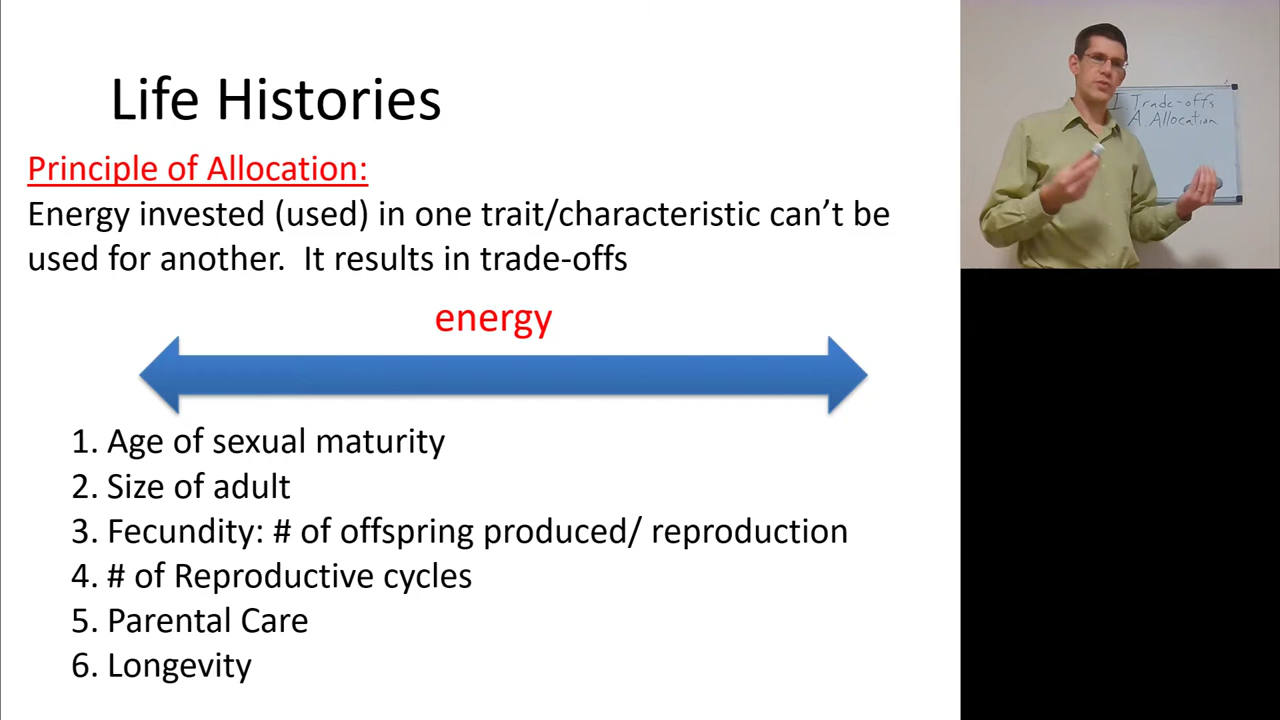 Life Histories
Principle of Allocation:
Energy invested (used) in one trait/characteristic can’t be
used for another.  It results in trade-offs
energy
1. Age of sexual maturity
2. Size of adult
3. Fecundity: # of offspring produced/ reproduction
4. # of Reproductive cycles
5. Parental Care
6. Longevity
I. Trade-offs
A. Allocation